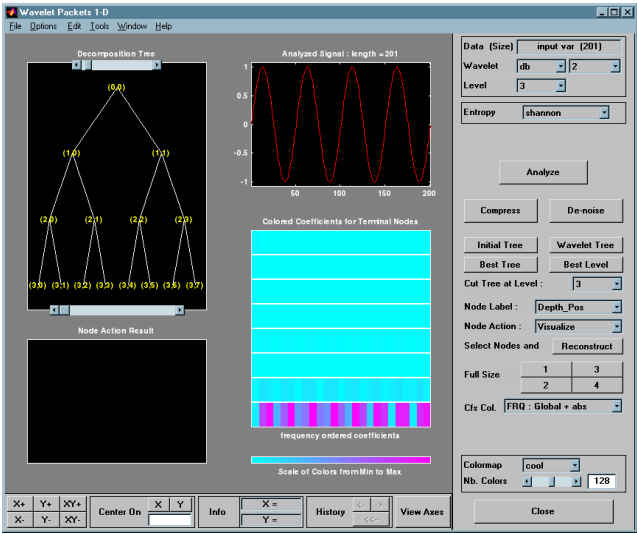 Wavelet Packets 1-D
File Options Edit Tools Window Help
Decomposition Tree
(0,0)
(1,0) (1,1)
(2,0) (2,1) (2,2) (2,3)
(3,0) (3,1) (3,2) (3,3) (3,4) (3,5) (3,6) (3,7)
Node Action Result
Analyzed Signal : length = 201
1
0.5
0
-0.5
-1
50 100 150 200
Colored Coefficients for Terminal Nodes
frequency ordered coefficients
Scale of Colors from Min to Max
Data (Size) input var (201)
Wavelet db 2
Level 3
Entropy shannon
Analyze
Compress De-noise
Initial Tree Wavelet Tree
Best Tree Best Level
Cut Tree at Level : 3
Node Label : Depth_Pos
Node Action : Visualize
Select Nodes and Reconstruct
Full Size 1 3
2 4
Cfs Col. FRQ : Global + abs
Colormap cool
Nb. Colors 128
Close
X+ Y+ XY+
X- Y- XY-
Center On X Y
Info X =
Y =
History <- ->
<<-
View Axes